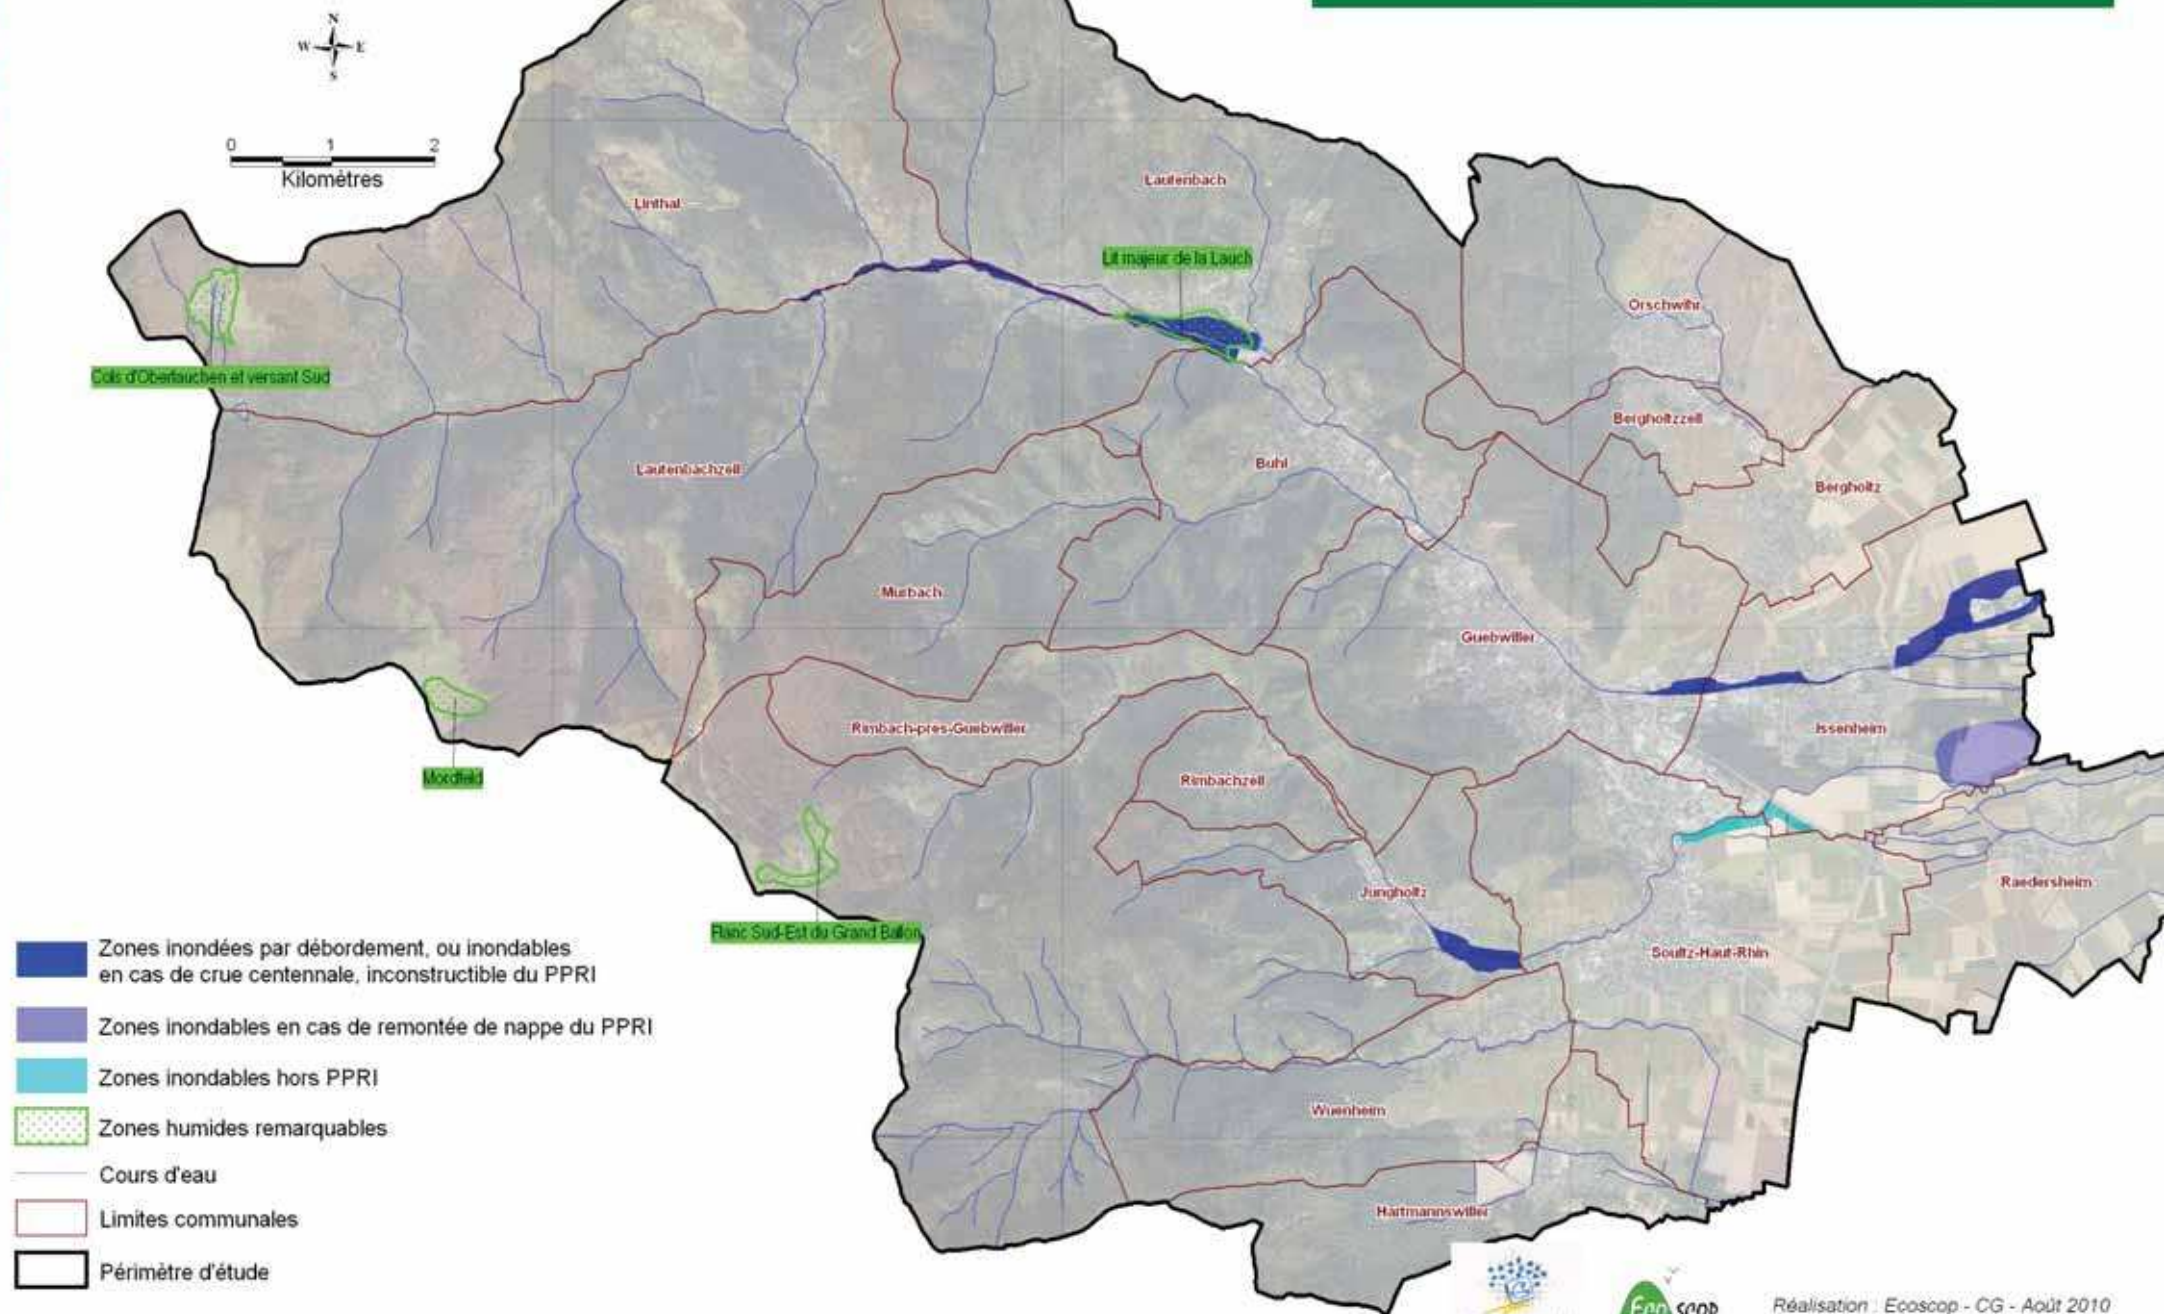 N
W E
S
0 1 2
Kilomètres
Linthal
Lautenbach
Lit majeur de la Lauch
Orschwihr
Cols d'Oberlauchen et versant Sud
Bergholtzzell
Lautenbachzell
Buhl
Bergholtz
Murbach
Guebwiller
Rimbach-près-Guebwiller
Issenheim
Mordfeld
Rimbachzell
Jungholtz
Raedersheim
Flanc Sud-Est du Grand Ballon
Soultz-Haut-Rhin
Wuenheim
Hartmannswiller
Zones inondées par débordement, ou inondables
en cas de crue centennale, inconstructible du PPRI
Zones inondables en cas de remontée de nappe du PPRI
Zones inondables hors PPRI
Zones humides remarquables
Cours d'eau
Limites communales
Périmètre d'étude
Eco scop
Réalisation : Ecoscop - CG - Août 2010